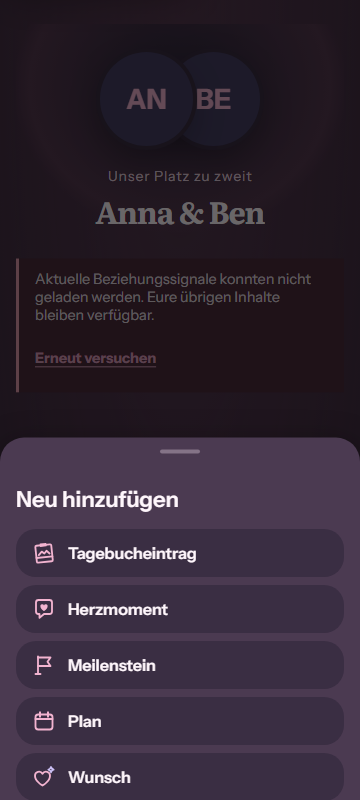 AN BE
Unser Platz zu zweit
Anna & Ben
Aktuelle Beziehungssignale konnten nicht
geladen werden. Eure übrigen Inhalte
bleiben verfügbar.
Erneut versuchen
Neu hinzufügen
Tagebucheintrag
Herzmoment
Meilenstein
Plan
Wunsch